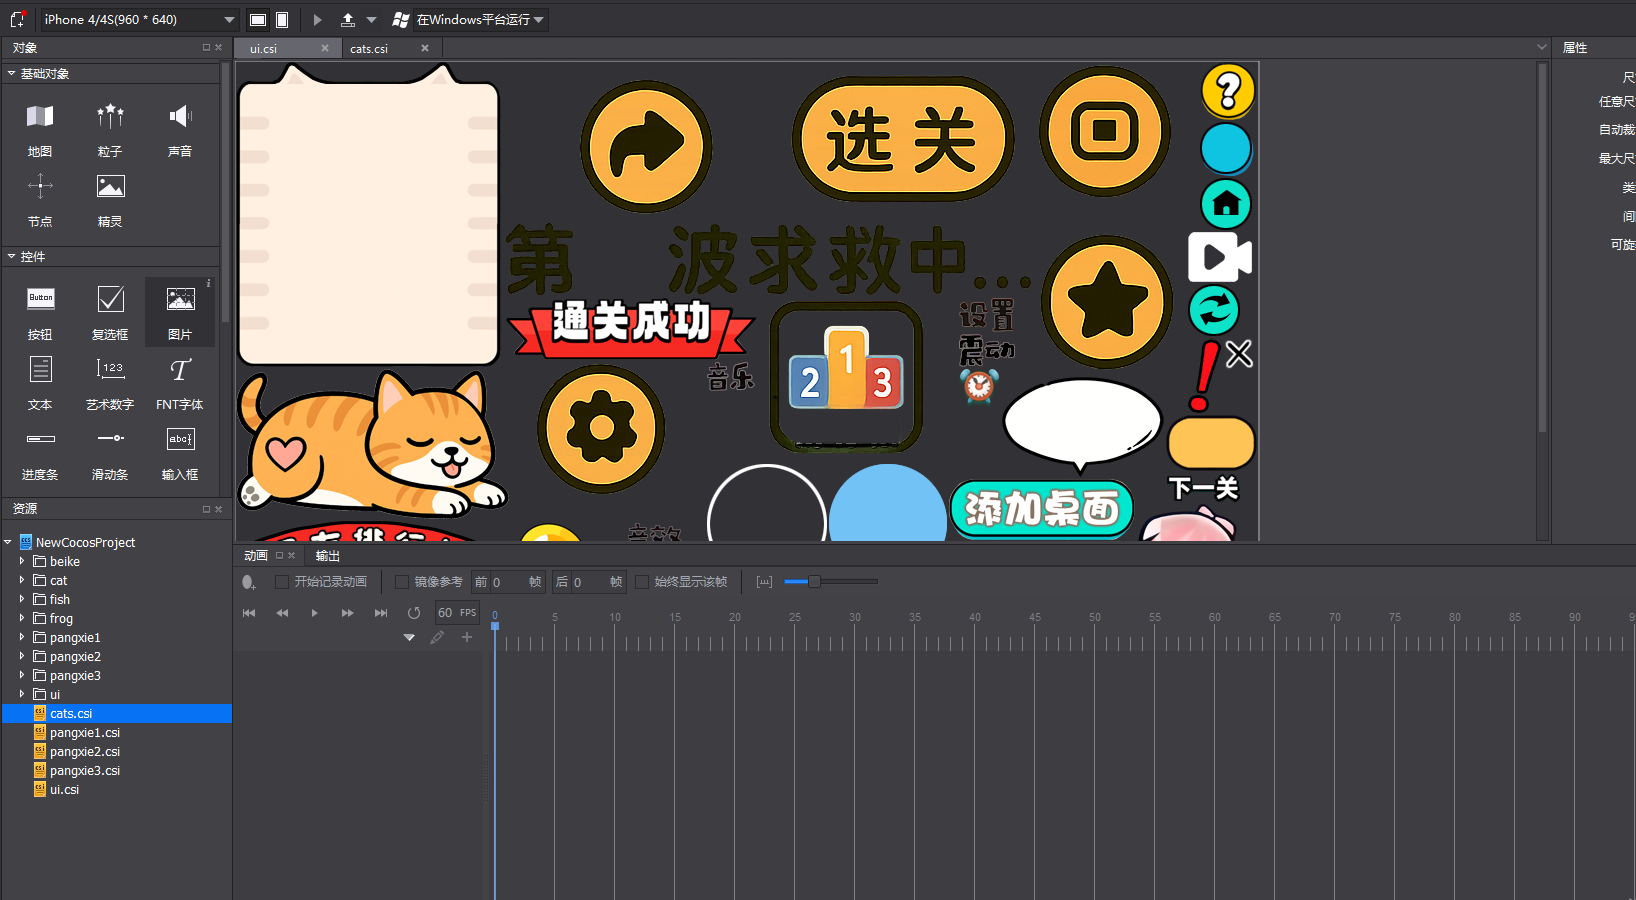 iPhone 4/4S(960 * 640)
在Windows平台运行
对象
ui.csi
cats.csi
属性
基础对象
地图
粒子
声音
节点
精灵
控件
Button
按钮
复选框
图片
文本
123
艺术数字
FNT字体
进度条
滑动条
abc
输入框
资源
NewCocosProject
beike
cat
fish
frog
pangxie1
pangxie2
pangxie3
ui
cats.csi
pangxie1.csi
pangxie2.csi
pangxie3.csi
ui.csi
选关
第 波求救中...
通关成功
音乐
1
2
3
设置
震动
添加桌面
下一关
音效
尺
任意尺
自动裁
最大尺
类
间
可旋
动画
输出
开始记录动画
镜像参考
前 0 帧
后 0 帧
始终显示该帧
60 FPS
0 5 10 15 20 25 30 35 40 45 50 55 60 65 70 75 80 85 90